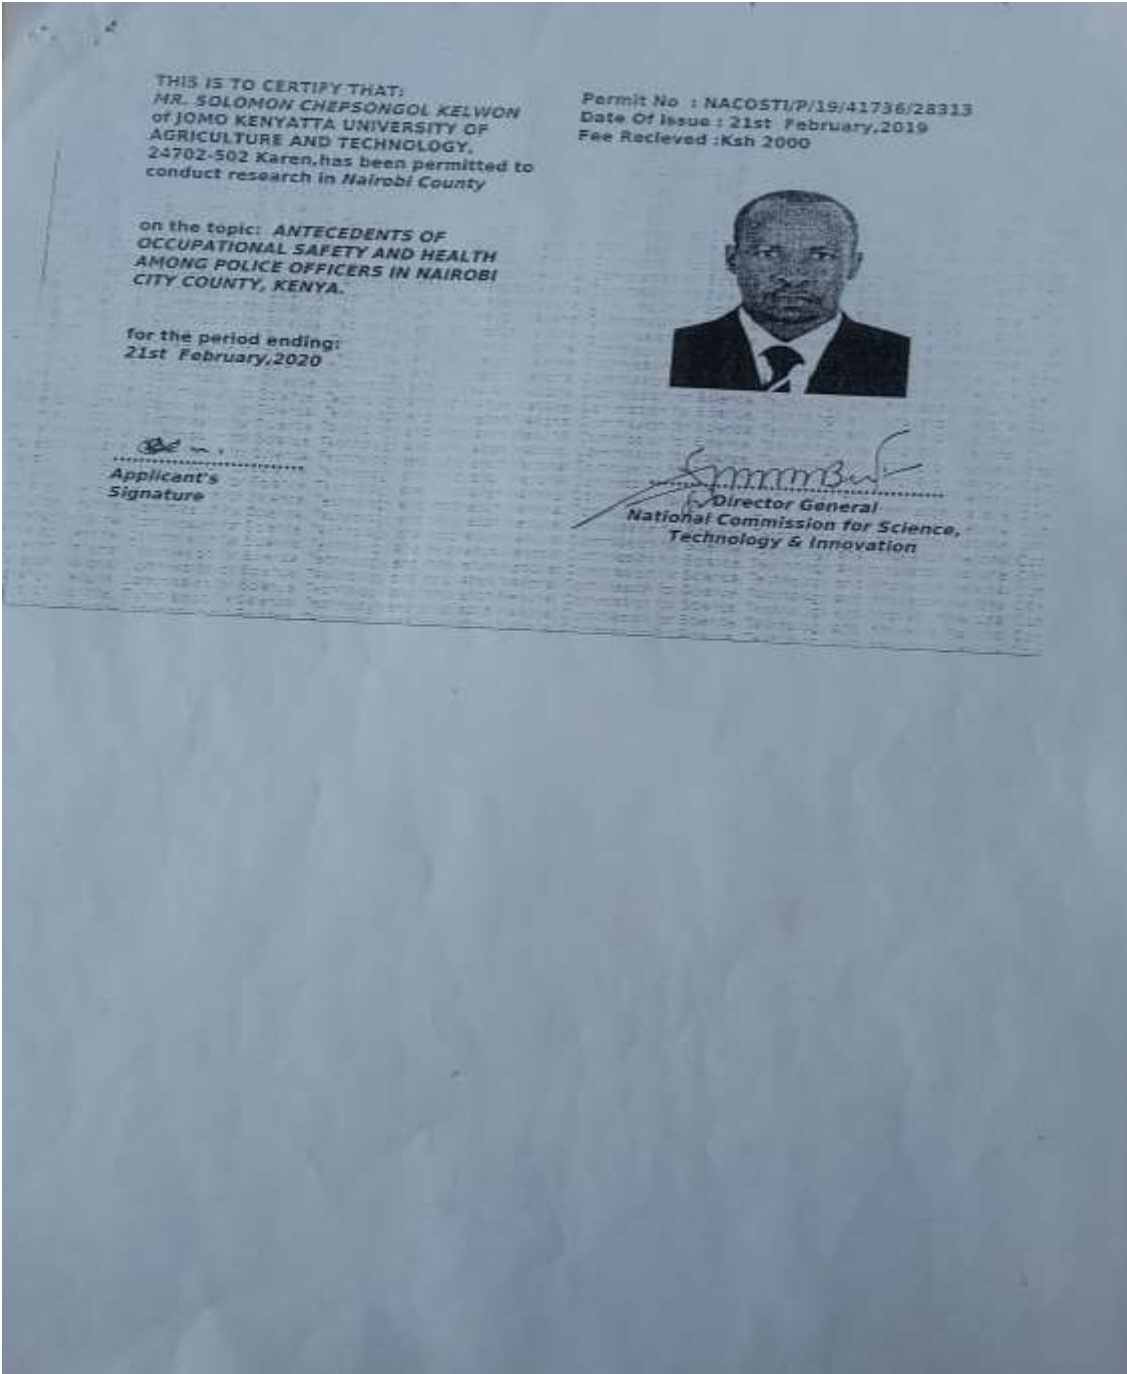 THIS IS TO CERTIFY THAT:
MR. SOLOMON CHEPSONGOL KELWON
of JOMO KENYATTA UNIVERSITY OF
AGRICULTURE AND TECHNOLOGY,
24702-502 Karen,has been permitted to
conduct research in Nairobi County
on the topic: ANTECEDENTS OF
OCCUPATIONAL SAFETY AND HEALTH
AMONG POLICE OFFICERS IN NAIROBI
CITY COUNTY, KENYA.
for the period ending:
21st February,2020
Applicant's
Signature
Permit No : NACOSTI/P/19/41736/28313
Date Of Issue : 21st February,2019
Fee Recieved :Ksh 2000
Director General
National Commission for Science,
Technology & Innovation